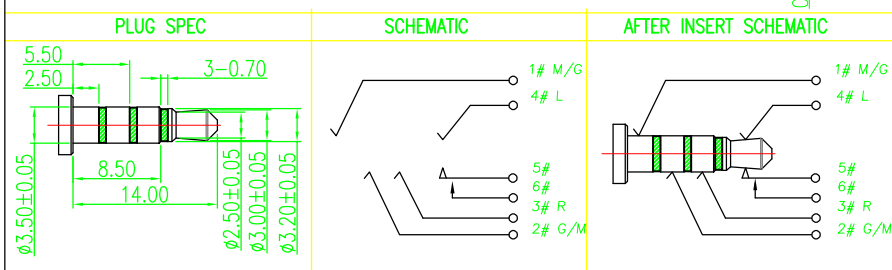 PLUG SPEC
SCHEMATIC
AFTER INSERT SCHEMATIC
5.50
2.50
3-0.70
8.50
14.00
ø3.50±0.05
ø2.50±0.05
ø3.00±0.05
ø3.20±0.05
1# M/G
4# L
5#
6#
3# R
2# G/M
1# M/G
4# L
5#
6#
3# R
2# G/M